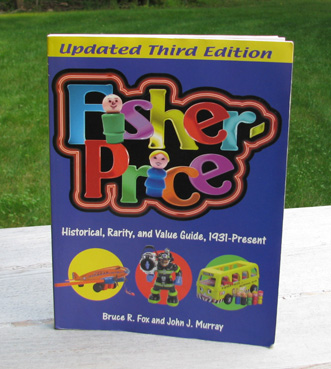 Updated Third Edition
Fisher-
Price
Historical, Rarity, and Value Guide, 1931-Present
Bruce R. Fox and John J. Murray